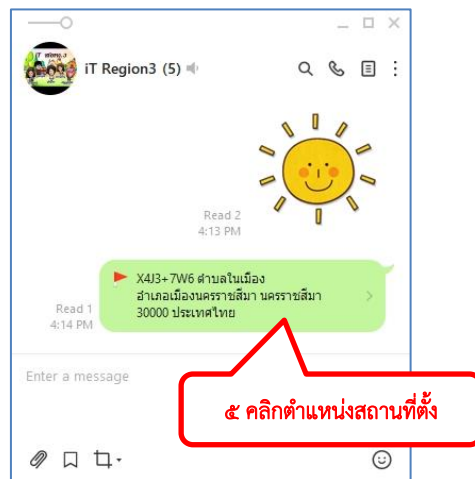 iT Region3 (5)
Read 2
4:13 PM
X4J3+7W6 ตำบลในเมือง
อำเภอเมืองนครราชสีมา นครราชสีมา
30000 ประเทศไทย
Read 1
4:14 PM
Enter a message
๕ คลิกตำแหน่งสถานที่ตั้ง